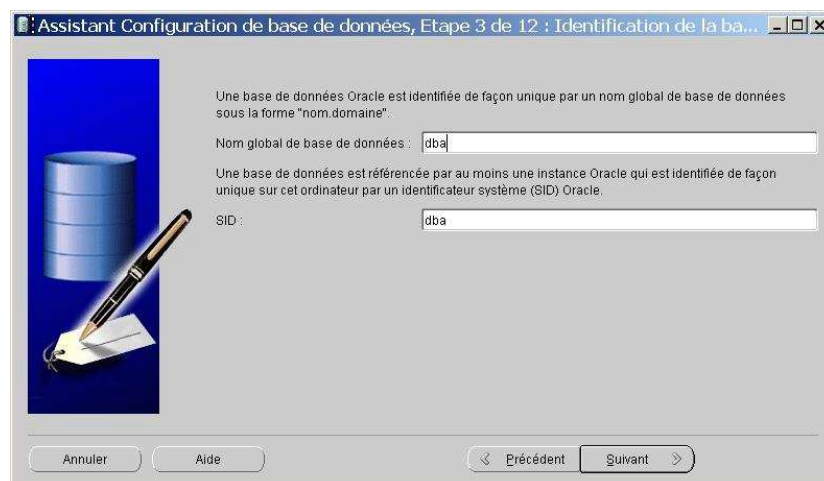 Assistant Configuration de base de données, Etape 3 de 12 : Identification de la ba...
Une base de données Oracle est identifiée de façon unique par un nom global de base de données
sous la forme "nom.domaine".
Nom global de base de données : dba
Une base de données est référencée par au moins une instance Oracle qui est identifiée de façon
unique sur cet ordinateur par un identificateur système (SID) Oracle.
SID : dba
Annuler Aide Précédent Suivant